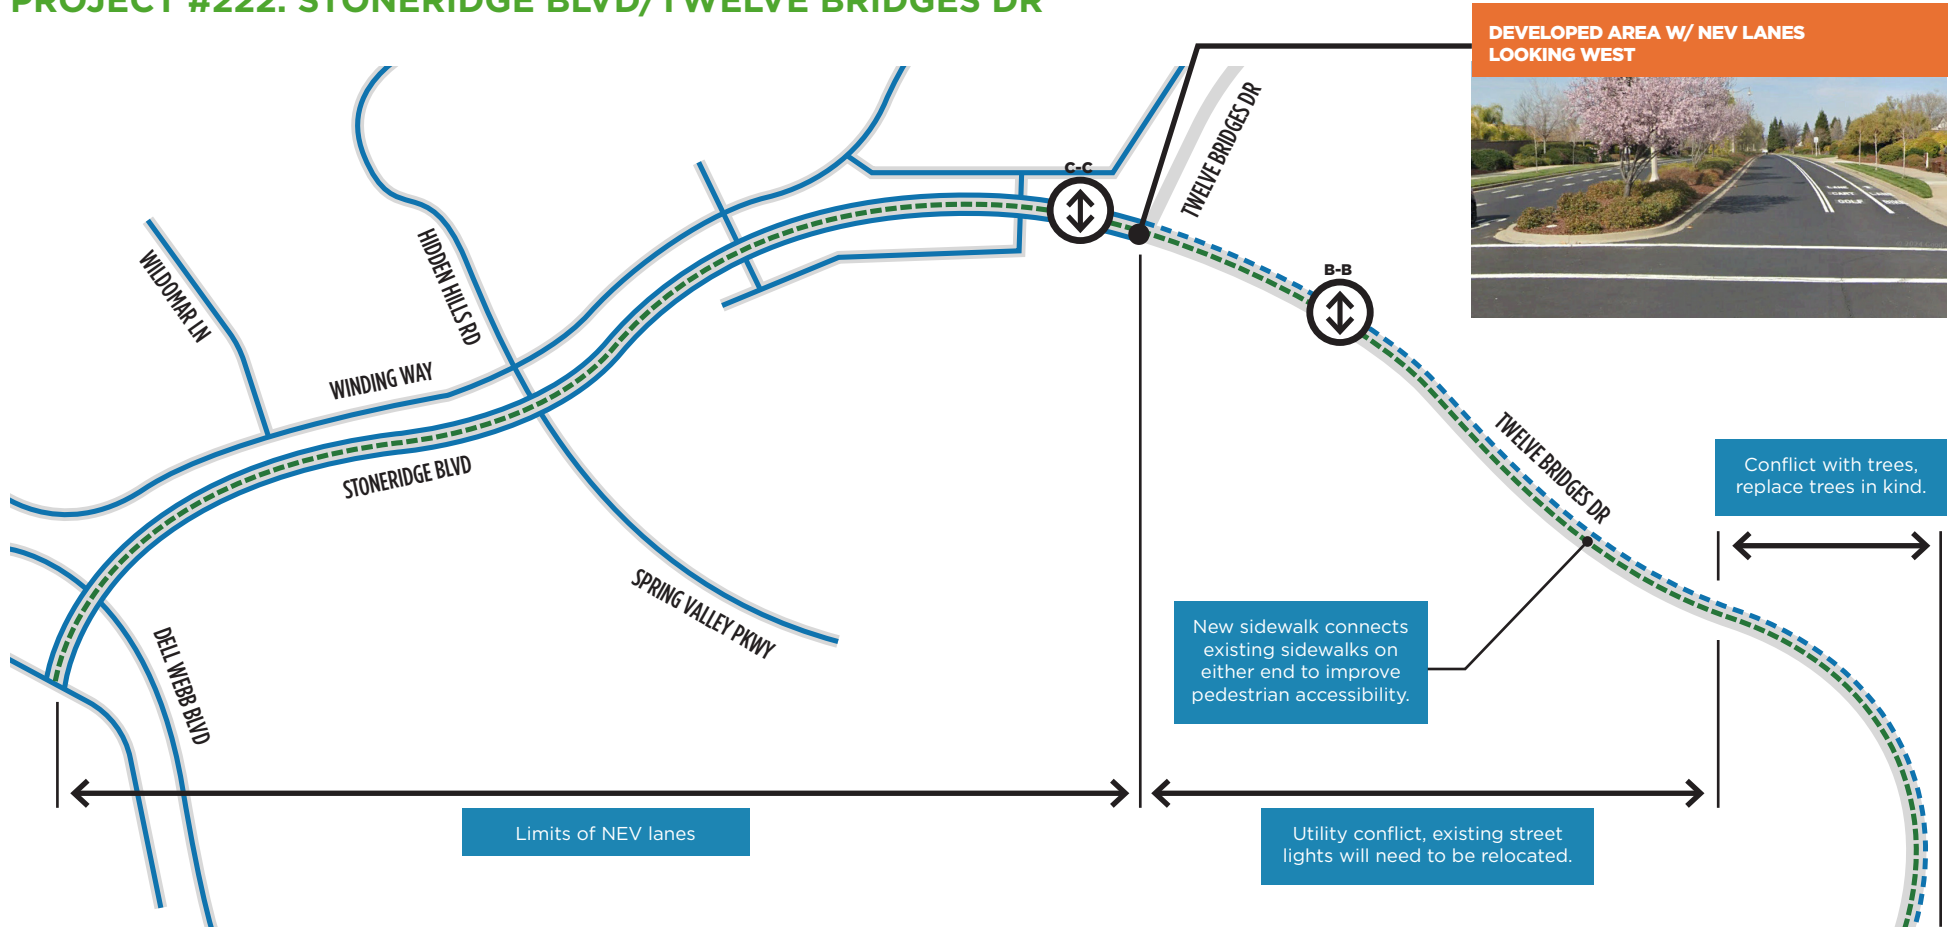 PROJECT #222: STONERIDGE BLVD/TWELVE BRIDGES DR
DEVELOPED AREA W/ NEV LANES
LOOKING WEST
TWELVE BRIDGES DR
C-C
B-B
HIDDEN HILLS RD
WILDOMAR LN
WINDING WAY
STONERIDGE BLVD
TWELVE BRIDGES DR
Conflict with trees,
replace trees in kind.
SPRING VALLEY PKWY
DELL WEBB BLVD
New sidewalk connects
existing sidewalks on
either end to improve
pedestrian accessibility.
Limits of NEV lanes
Utility conflict, existing street
lights will need to be relocated.